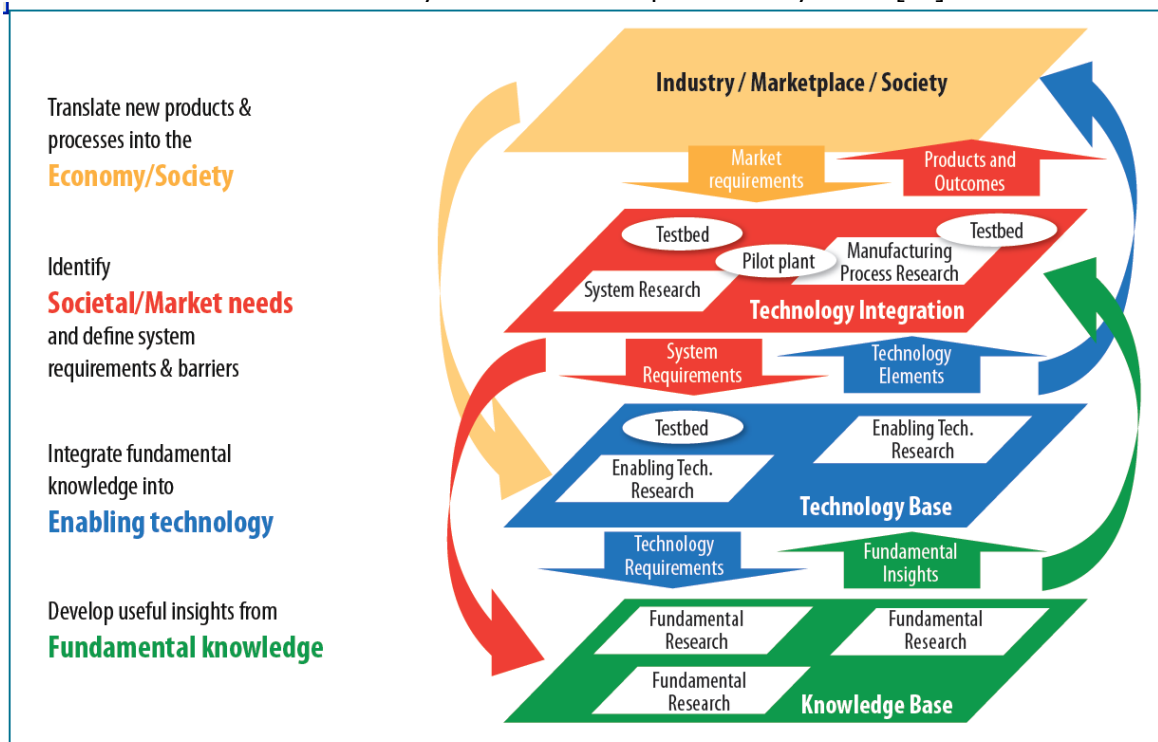 Translate new products &
processes into the
Economy/Society
Identify
Societal/Market needs
and define system
requirements & barriers
Integrate fundamental
knowledge into
Enabling technology
Develop useful insights from
Fundamental knowledge
Industry / Marketplace / Society
Market
requirements
Products and
Outcomes
Testbed
Testbed
Pilot plant
Manufacturing
Process Research
System Research
Technology Integration
System
Requirements
Technology
Elements
Testbed
Enabling Tech.
Research
Enabling Tech.
Research
Technology Base
Technology
Requirements
Fundamental
Insights
Fundamental
Research
Fundamental
Research
Fundamental
Research
Knowledge Base